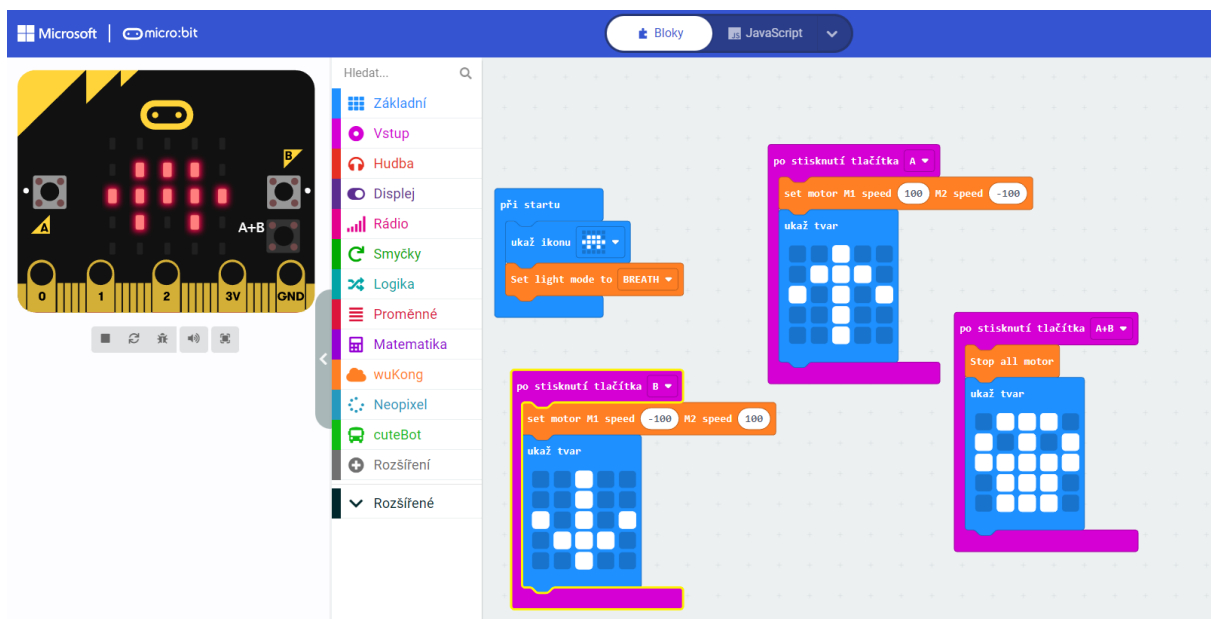 Microsoft micro:bit
Bloky
JavaScript
B
A
A+B
0 1 2 3V GND
Hledat...
Základní
Vstup
Hudba
Displej
Rádio
Smyčky
Logika
Proměnné
Matematika
wuKong
Neopixel
cuteBot
Rozšíření
Rozšířené
při startu
ukaž ikonu
Set light mode to BREATH
po stisknutí tlačítka A
set motor M1 speed 100 M2 speed -100
ukaž tvar
po stisknutí tlačítka B
set motor M1 speed -100 M2 speed 100
ukaž tvar
po stisknutí tlačítka A+B
Stop all motor
ukaž tvar